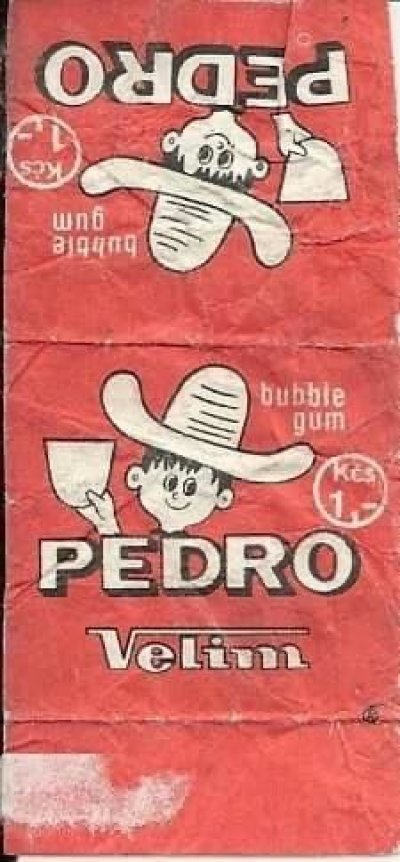 PEDRO
Kčs
1,-
bubble
gum
bubble
gum
Kčs
1,-
PEDRO
Velim